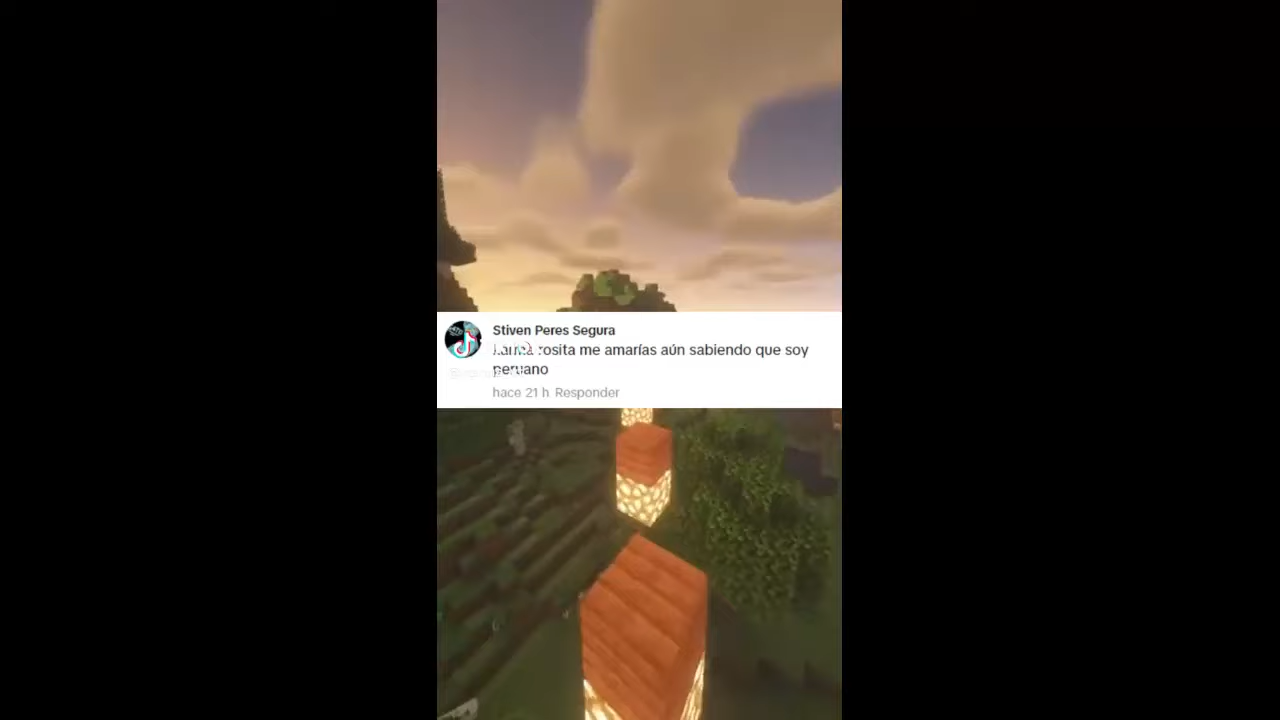 Stiven Peres Segura
rosita me amarías aún sabiendo que soy
peruano
hace 21 h Responder